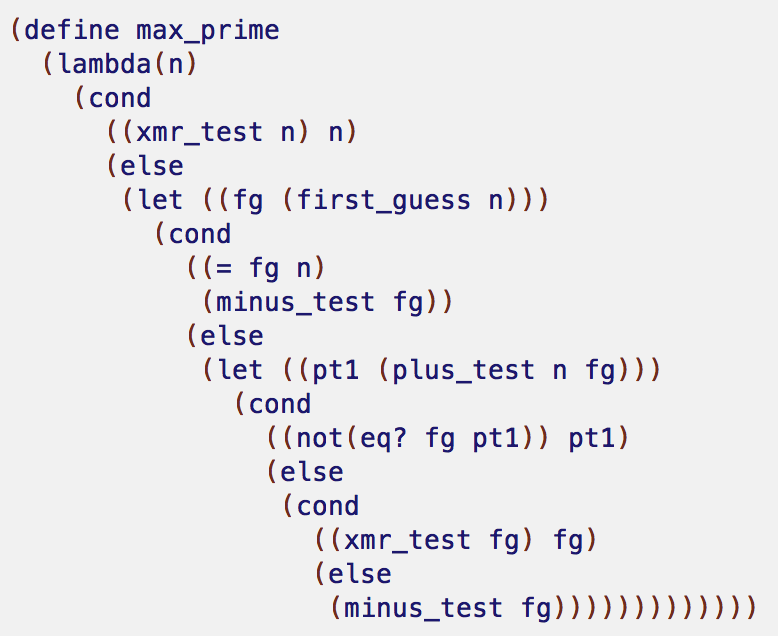 (define max_prime
  (lambda(n)
    (cond
      ((xmr_test n) n)
      (else
       (let ((fg (first_guess n)))
         (cond
           ((= fg n)
            (minus_test fg))
           (else
            (let ((pt1 (plus_test n fg)))
              (cond
                ((not(eq? fg pt1)) pt1)
                (else
                 (cond
                   ((xmr_test fg) fg)
                   (else
                    (minus_test fg)))))))))))))